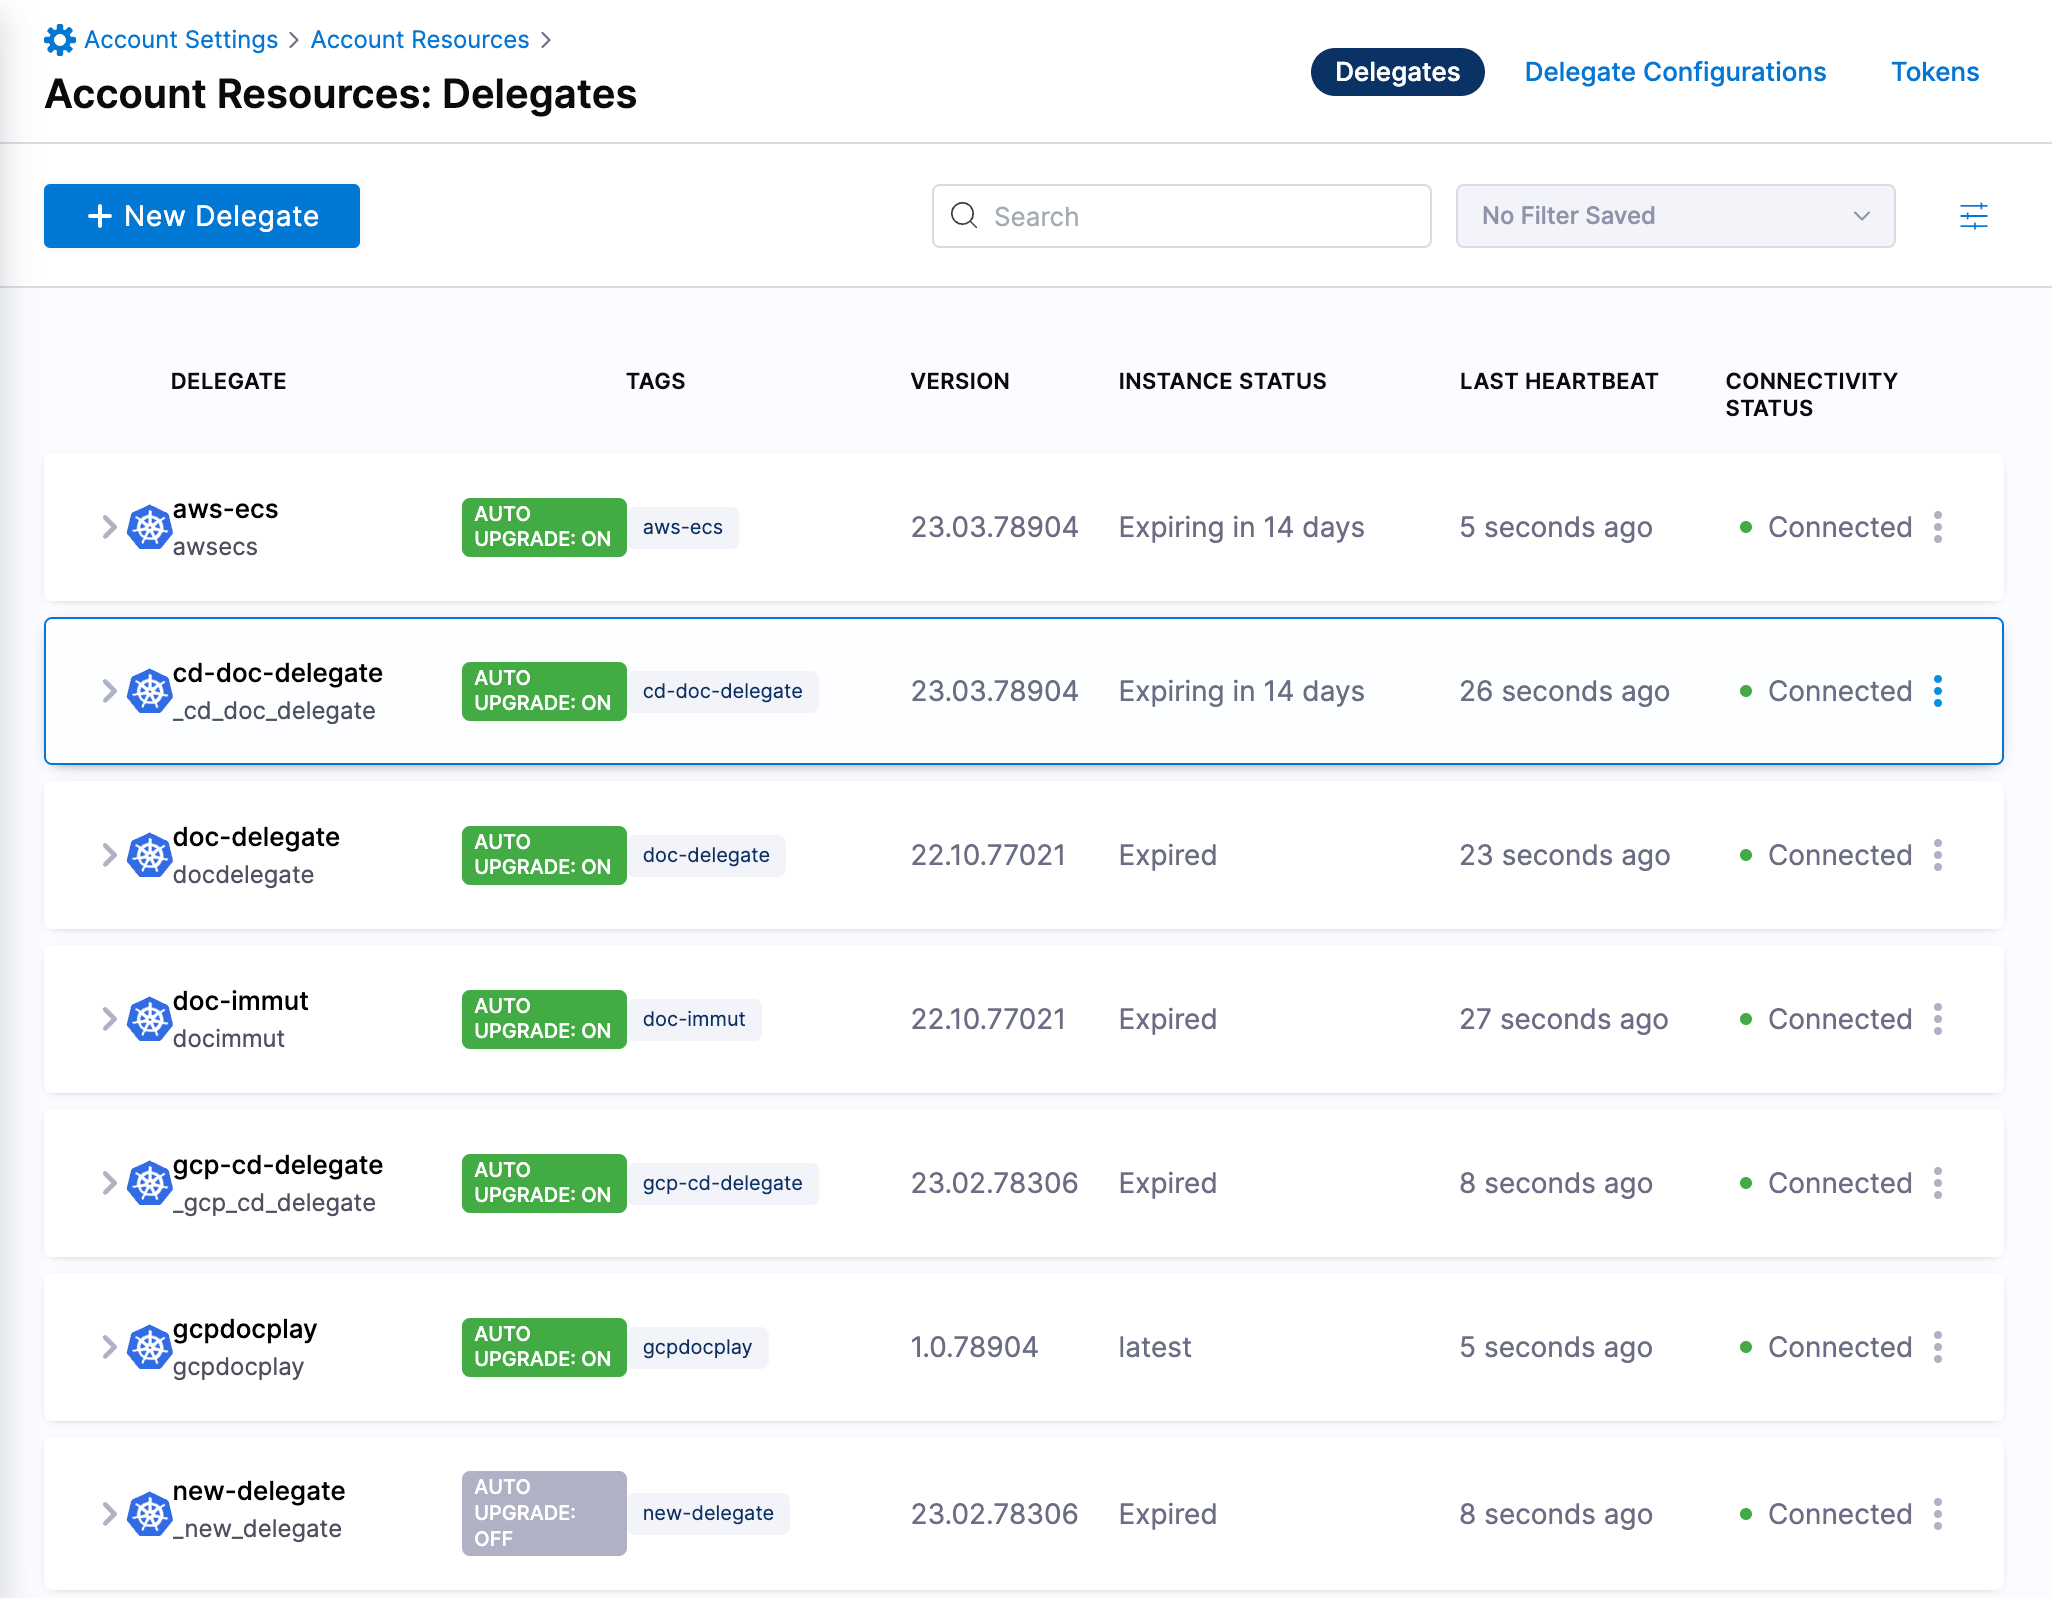 Account Settings > Account Resources >
Account Resources: Delegates
Delegates
Delegate Configurations
Tokens
+ New Delegate
Search
No Filter Saved
DELEGATE
TAGS
VERSION
INSTANCE STATUS
LAST HEARTBEAT
CONNECTIVITY
STATUS
aws-ecs
awsecs
AUTO
UPGRADE: ON
aws-ecs
23.03.78904
Expiring in 14 days
5 seconds ago
Connected
cd-doc-delegate
_cd_doc_delegate
AUTO
UPGRADE: ON
cd-doc-delegate
23.03.78904
Expiring in 14 days
26 seconds ago
Connected
doc-delegate
docdelegate
AUTO
UPGRADE: ON
doc-delegate
22.10.77021
Expired
23 seconds ago
Connected
doc-immut
docimmut
AUTO
UPGRADE: ON
doc-immut
22.10.77021
Expired
27 seconds ago
Connected
gcp-cd-delegate
_gcp_cd_delegate
AUTO
UPGRADE: ON
gcp-cd-delegate
23.02.78306
Expired
8 seconds ago
Connected
gcpdocplay
gcpdocplay
AUTO
UPGRADE: ON
gcpdocplay
1.0.78904
latest
5 seconds ago
Connected
new-delegate
_new_delegate
AUTO
UPGRADE:
OFF
new-delegate
23.02.78306
Expired
8 seconds ago
Connected